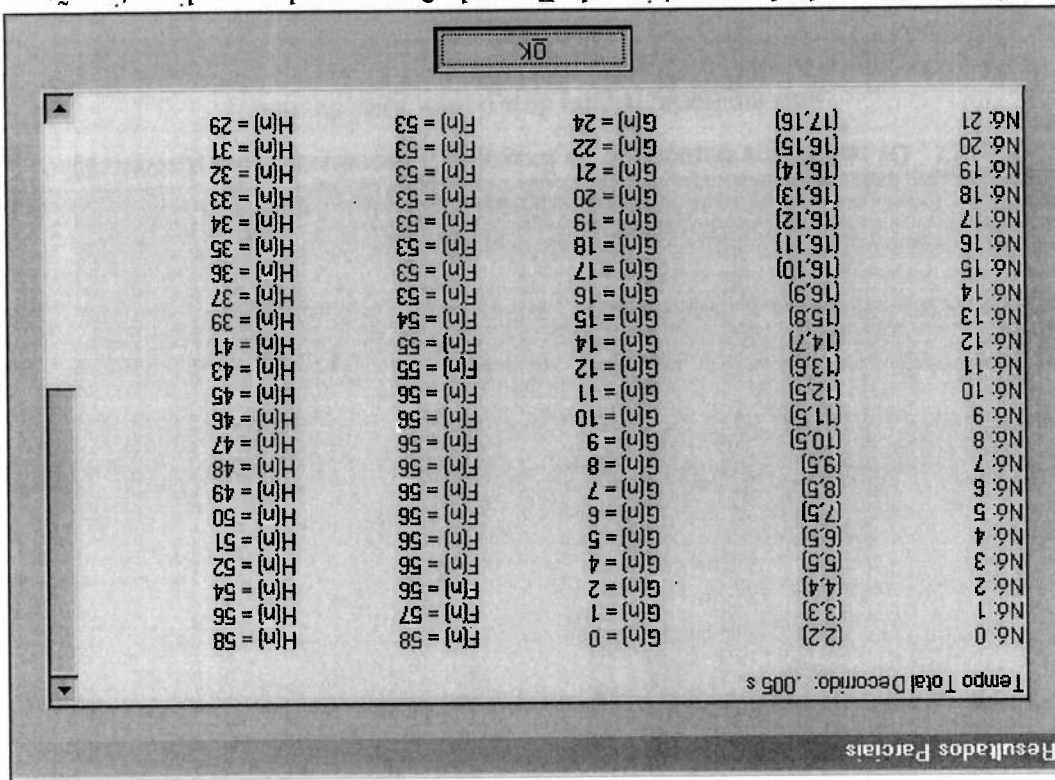 Resultados Parciais
Tempo Total Decorrido: .005 s
Nó: 0 (2,2) G(n) = 0 F(n) = 58 H(n) = 58
Nó: 1 (3,3) G(n) = 1 F(n) = 57 H(n) = 56
Nó: 2 (4,4) G(n) = 2 F(n) = 56 H(n) = 54
Nó: 3 (5,5) G(n) = 4 F(n) = 56 H(n) = 52
Nó: 4 (6,5) G(n) = 5 F(n) = 56 H(n) = 51
Nó: 5 (7,5) G(n) = 6 F(n) = 56 H(n) = 50
Nó: 6 (8,5) G(n) = 7 F(n) = 56 H(n) = 49
Nó: 7 (9,5) G(n) = 8 F(n) = 56 H(n) = 48
Nó: 8 (10,5) G(n) = 9 F(n) = 56 H(n) = 47
Nó: 9 (11,5) G(n) = 10 F(n) = 56 H(n) = 46
Nó: 10 (12,5) G(n) = 11 F(n) = 56 H(n) = 45
Nó: 11 (13,6) G(n) = 12 F(n) = 55 H(n) = 43
Nó: 12 (14,7) G(n) = 14 F(n) = 55 H(n) = 41
Nó: 13 (15,8) G(n) = 15 F(n) = 54 H(n) = 39
Nó: 14 (16,9) G(n) = 16 F(n) = 53 H(n) = 37
Nó: 15 (16,10) G(n) = 17 F(n) = 53 H(n) = 36
Nó: 16 (16,11) G(n) = 18 F(n) = 53 H(n) = 35
Nó: 17 (16,12) G(n) = 19 F(n) = 53 H(n) = 34
Nó: 18 (16,13) G(n) = 20 F(n) = 53 H(n) = 33
Nó: 19 (16,14) G(n) = 21 F(n) = 53 H(n) = 32
Nó: 20 (16,15) G(n) = 22 F(n) = 53 H(n) = 31
Nó: 21 (17,16) G(n) = 24 F(n) = 53 H(n) = 29
OK